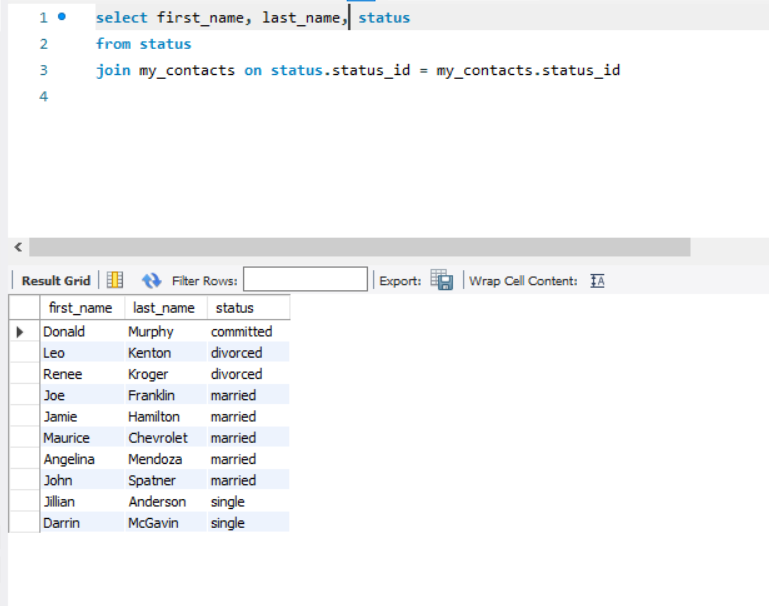 1 select first_name, last_name, status
2 from status
3 join my_contacts on status.status_id = my_contacts.status_id
4
Result Grid Filter Rows: Export: Wrap Cell Content:
first_name last_name status
Donald Murphy committed
Leo Kenton divorced
Renee Kroger divorced
Joe Franklin married
Jamie Hamilton married
Maurice Chevrolet married
Angelina Mendoza married
John Spatner married
Jillian Anderson single
Darrin McGavin single